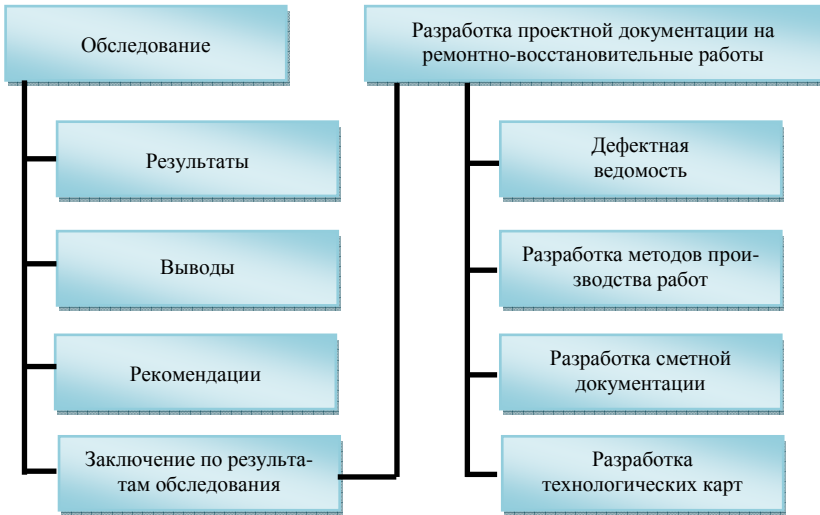 Обследование
Результаты
Выводы
Рекомендации
Заключение по результа-
там обследования
Разработка проектной документации на
ремонтно-восстановительные работы
Дефектная
ведомость
Разработка методов прои-
зводства работ
Разработка сметной
документации
Разработка
технологических карт